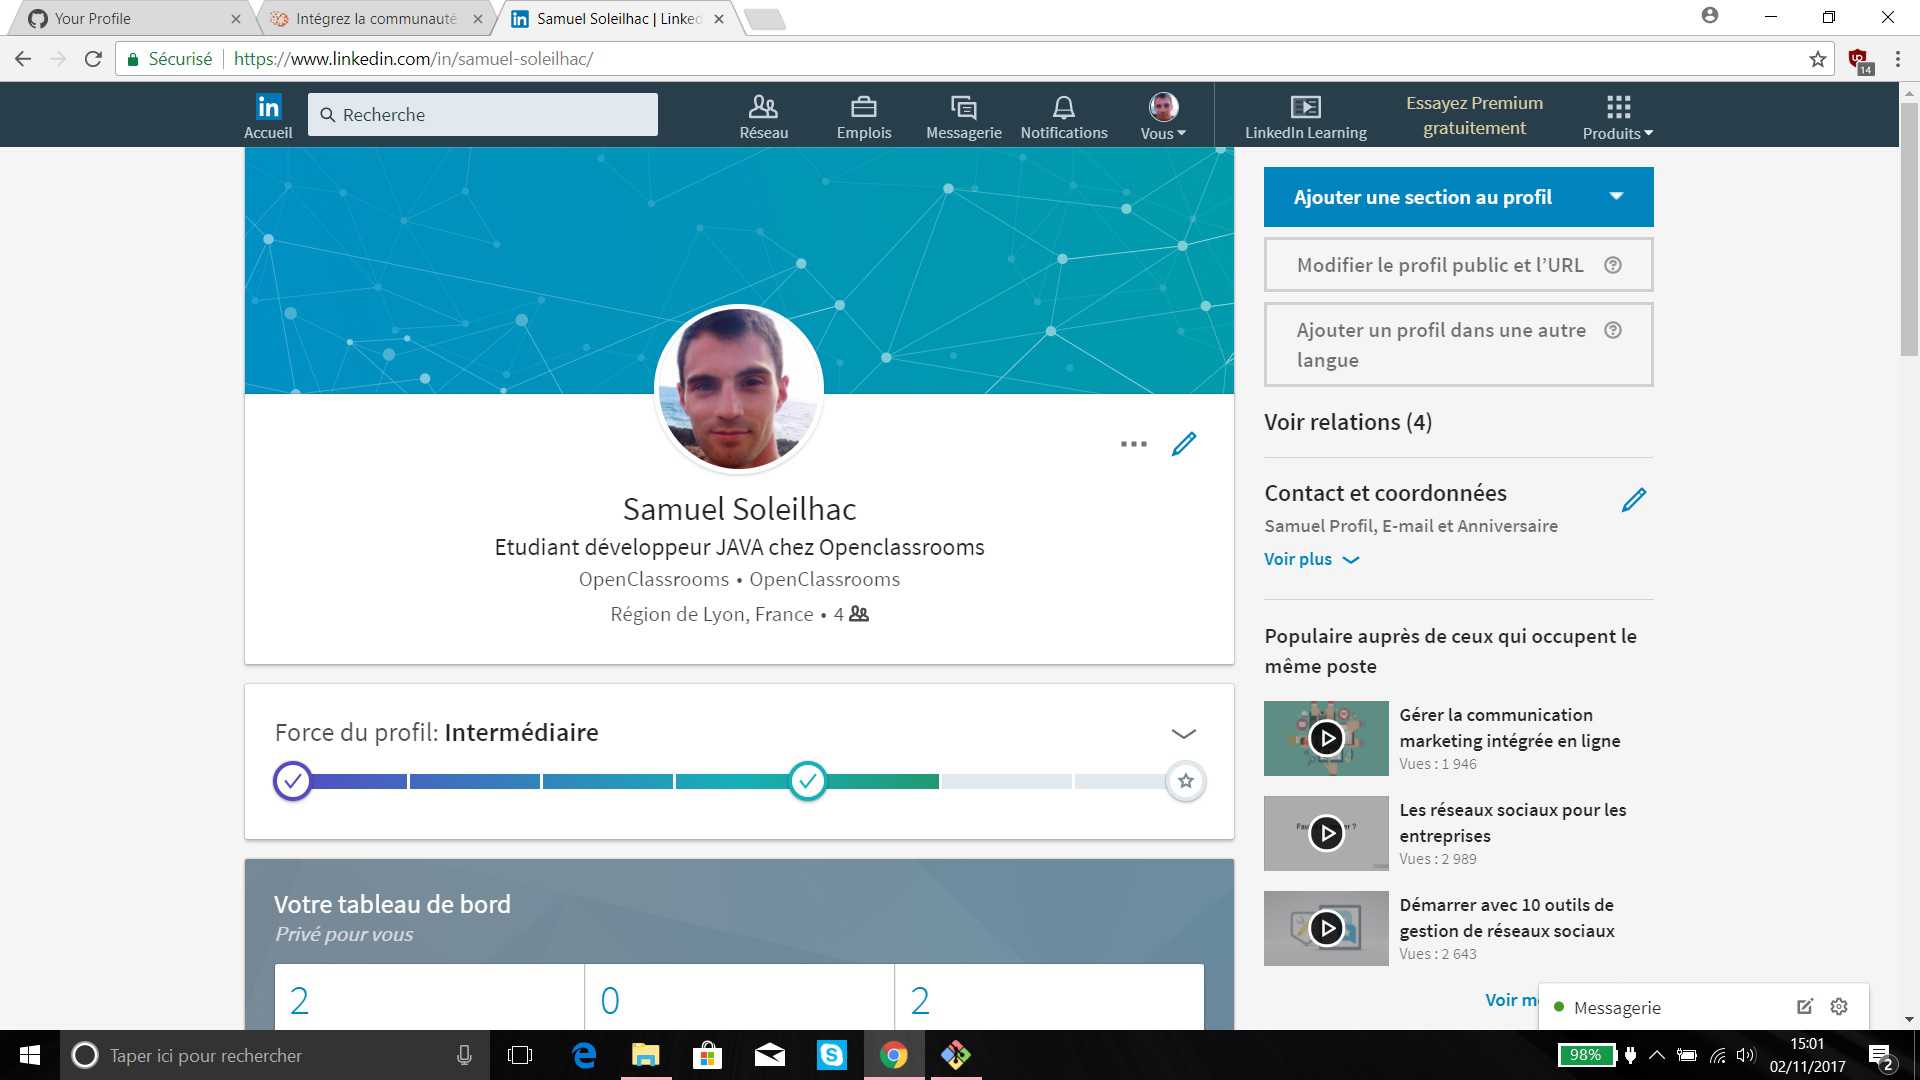 Your Profile
Intégrez la communauté
Samuel Soleilhac | Linked
Sécurisé
https://www.linkedin.com/in/samuel-soleilhac/
14
in
Accueil
Recherche
Réseau
Emplois
Messagerie
Notifications
Vous
LinkedIn Learning
Essayez Premium
gratuitement
Produits
Ajouter une section au profil
Modifier le profil public et l'URL
Ajouter un profil dans une autre
langue
Voir relations (4)
Samuel Soleilhac
Etudiant développeur JAVA chez Openclassrooms
OpenClassrooms • OpenClassrooms
Région de Lyon, France • 4
Contact et coordonnées
Samuel Profil, E-mail et Anniversaire
Voir plus
Populaire auprès de ceux qui occupent le
même poste
Gérer la communication
marketing intégrée en ligne
Vues : 1 946
Les réseaux sociaux pour les
entreprises
Vues : 2 989
Démarrer avec 10 outils de
gestion de réseaux sociaux
Vues : 2 643
Voir
Force du profil: Intermédiaire
Votre tableau de bord
Privé pour vous
2
0
2
Messagerie
Taper ici pour rechercher
98%
15:01
02/11/2017
2